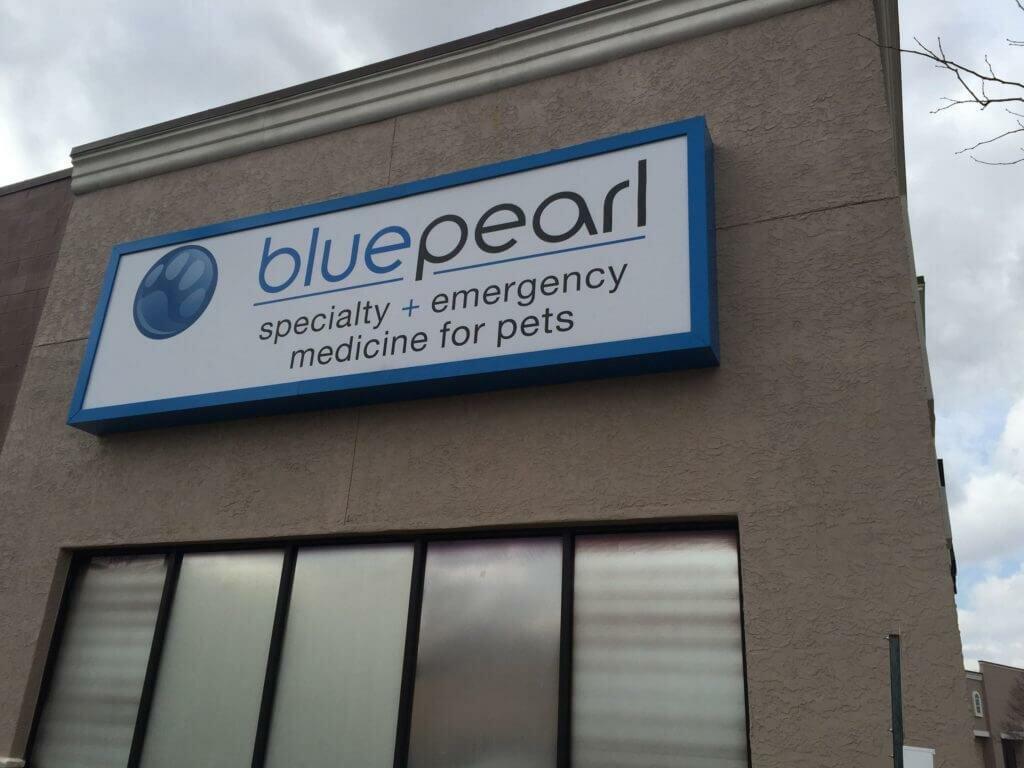 bluepearl
specialty + emergency
medicine for pets